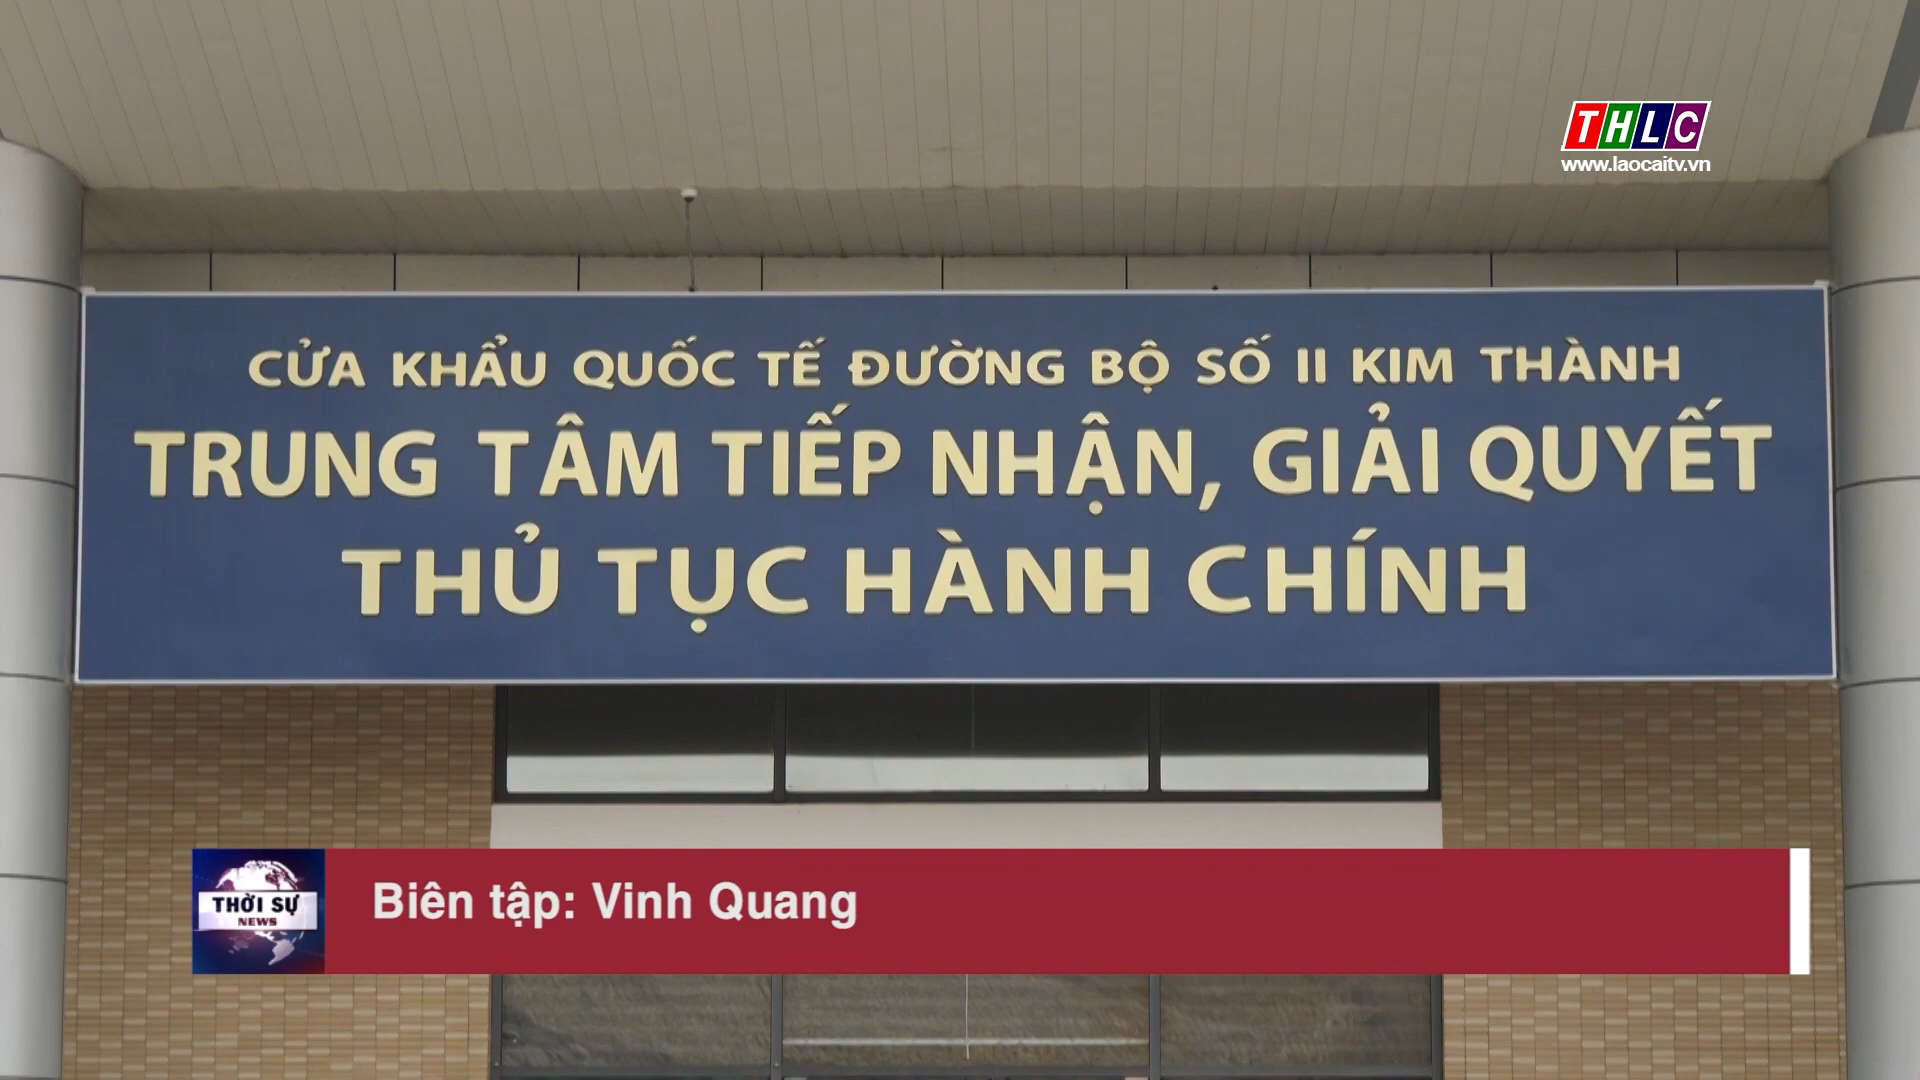 THLC
www.laocaitv.vn
CỬA KHẨU QUỐC TẾ ĐƯỜNG BỘ SỐ II KIM THÀNH
TRUNG TÂM TIẾP NHẬN, GIẢI QUYẾT
THỦ TỤC HÀNH CHÍNH
THỜI SỰ
NEWS
Biên tập: Vinh Quang